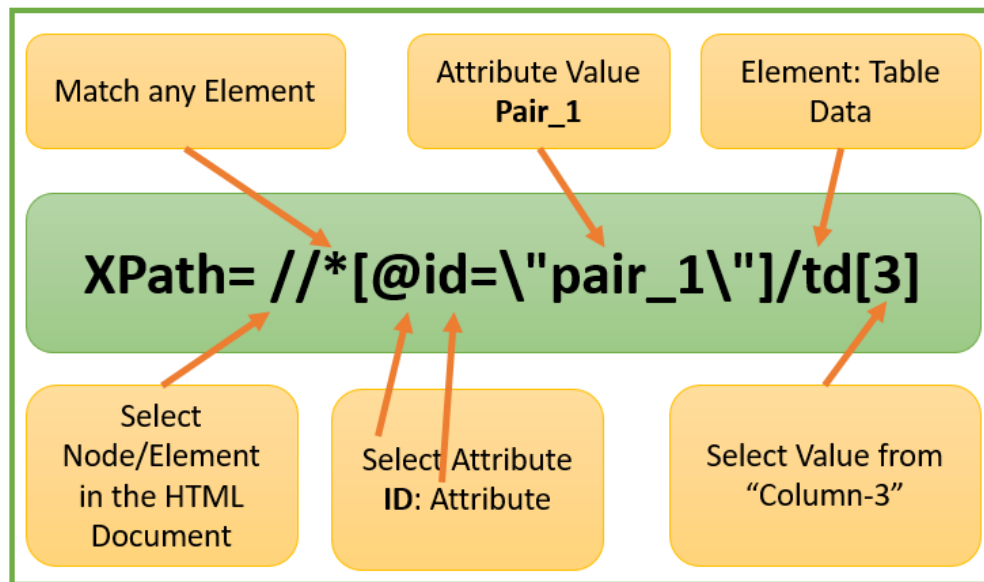 Match any Element
Attribute Value
Pair_1
Element: Table
Data
XPath= //*[@id=\"pair_1\"]/td[3]
Select
Node/Element
in the HTML
Document
Select Attribute
ID: Attribute
Select Value from
“Column-3”